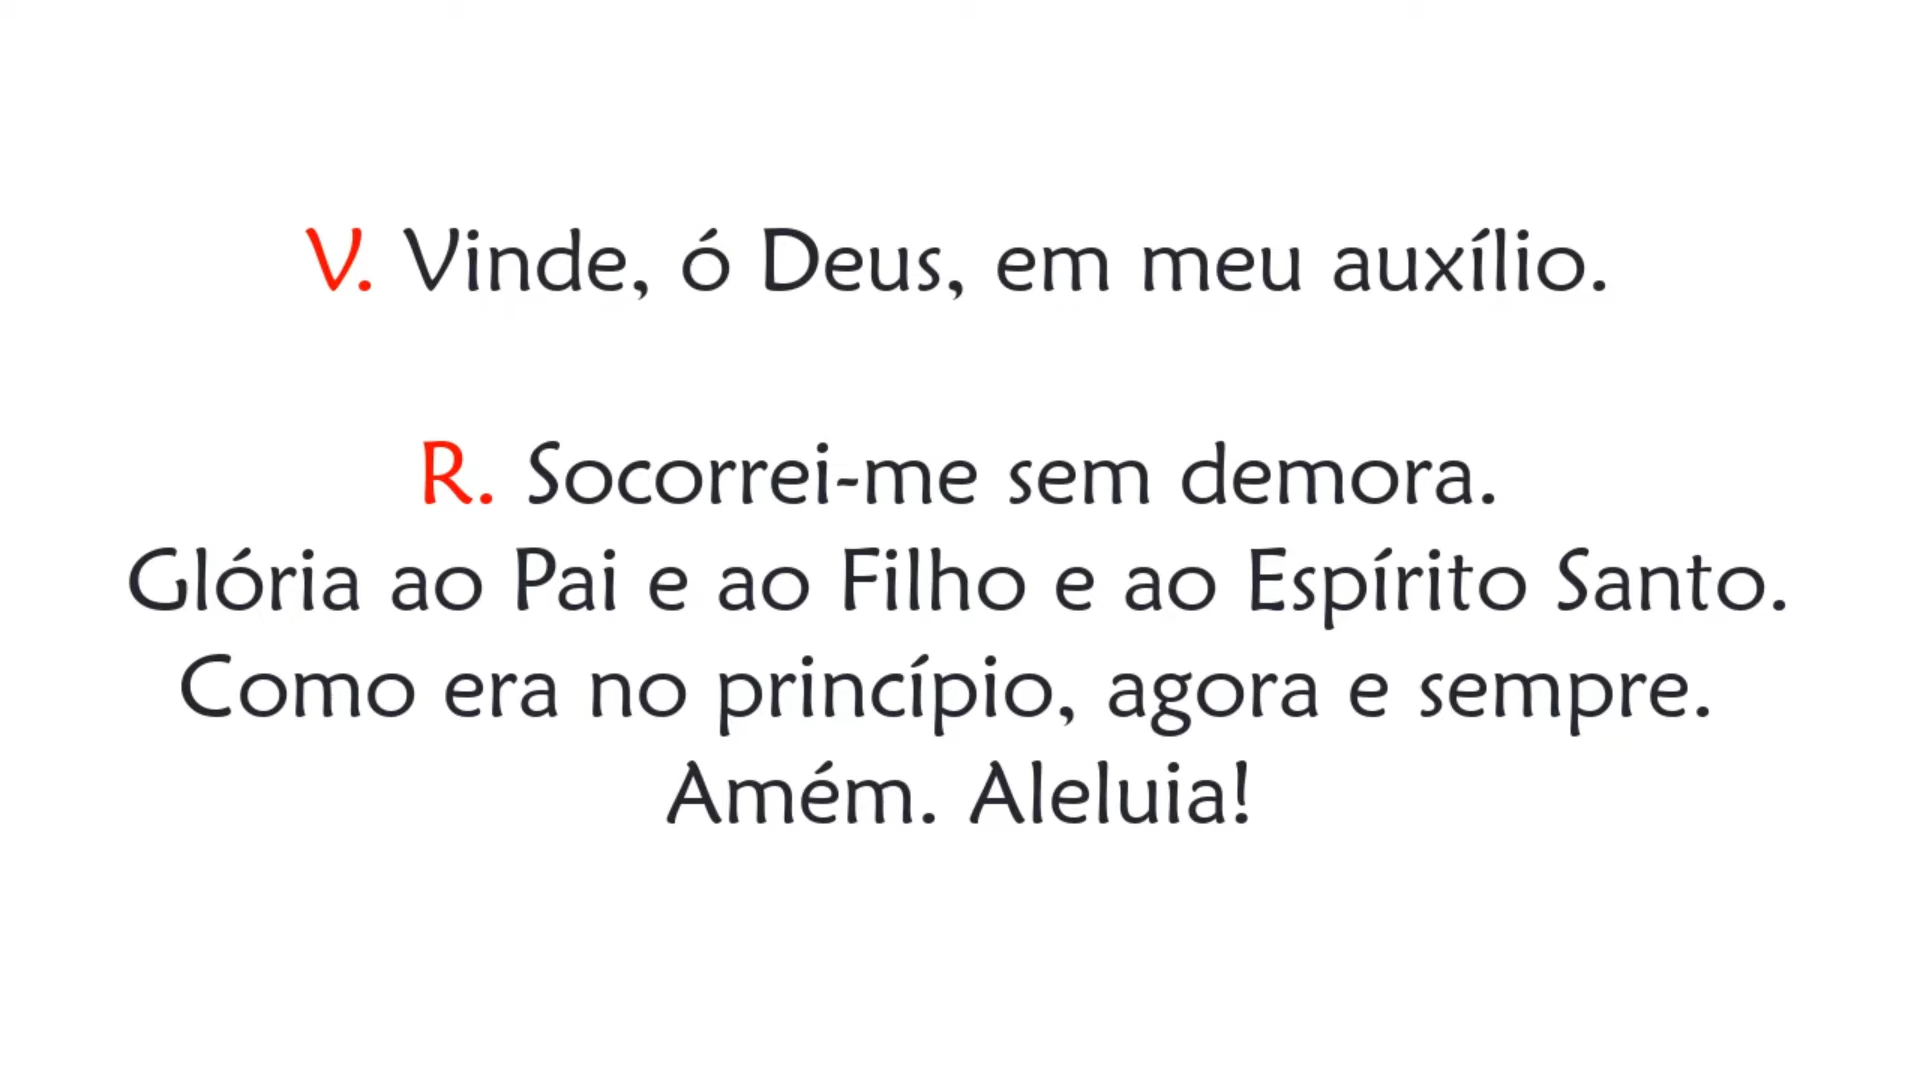 V. Vinde, ó Deus, em meu auxílio.
R. Socorrei-me sem demora.
Glória ao Pai e ao Filho e ao Espírito Santo.
Como era no princípio, agora e sempre.
Amém. Aleluia!